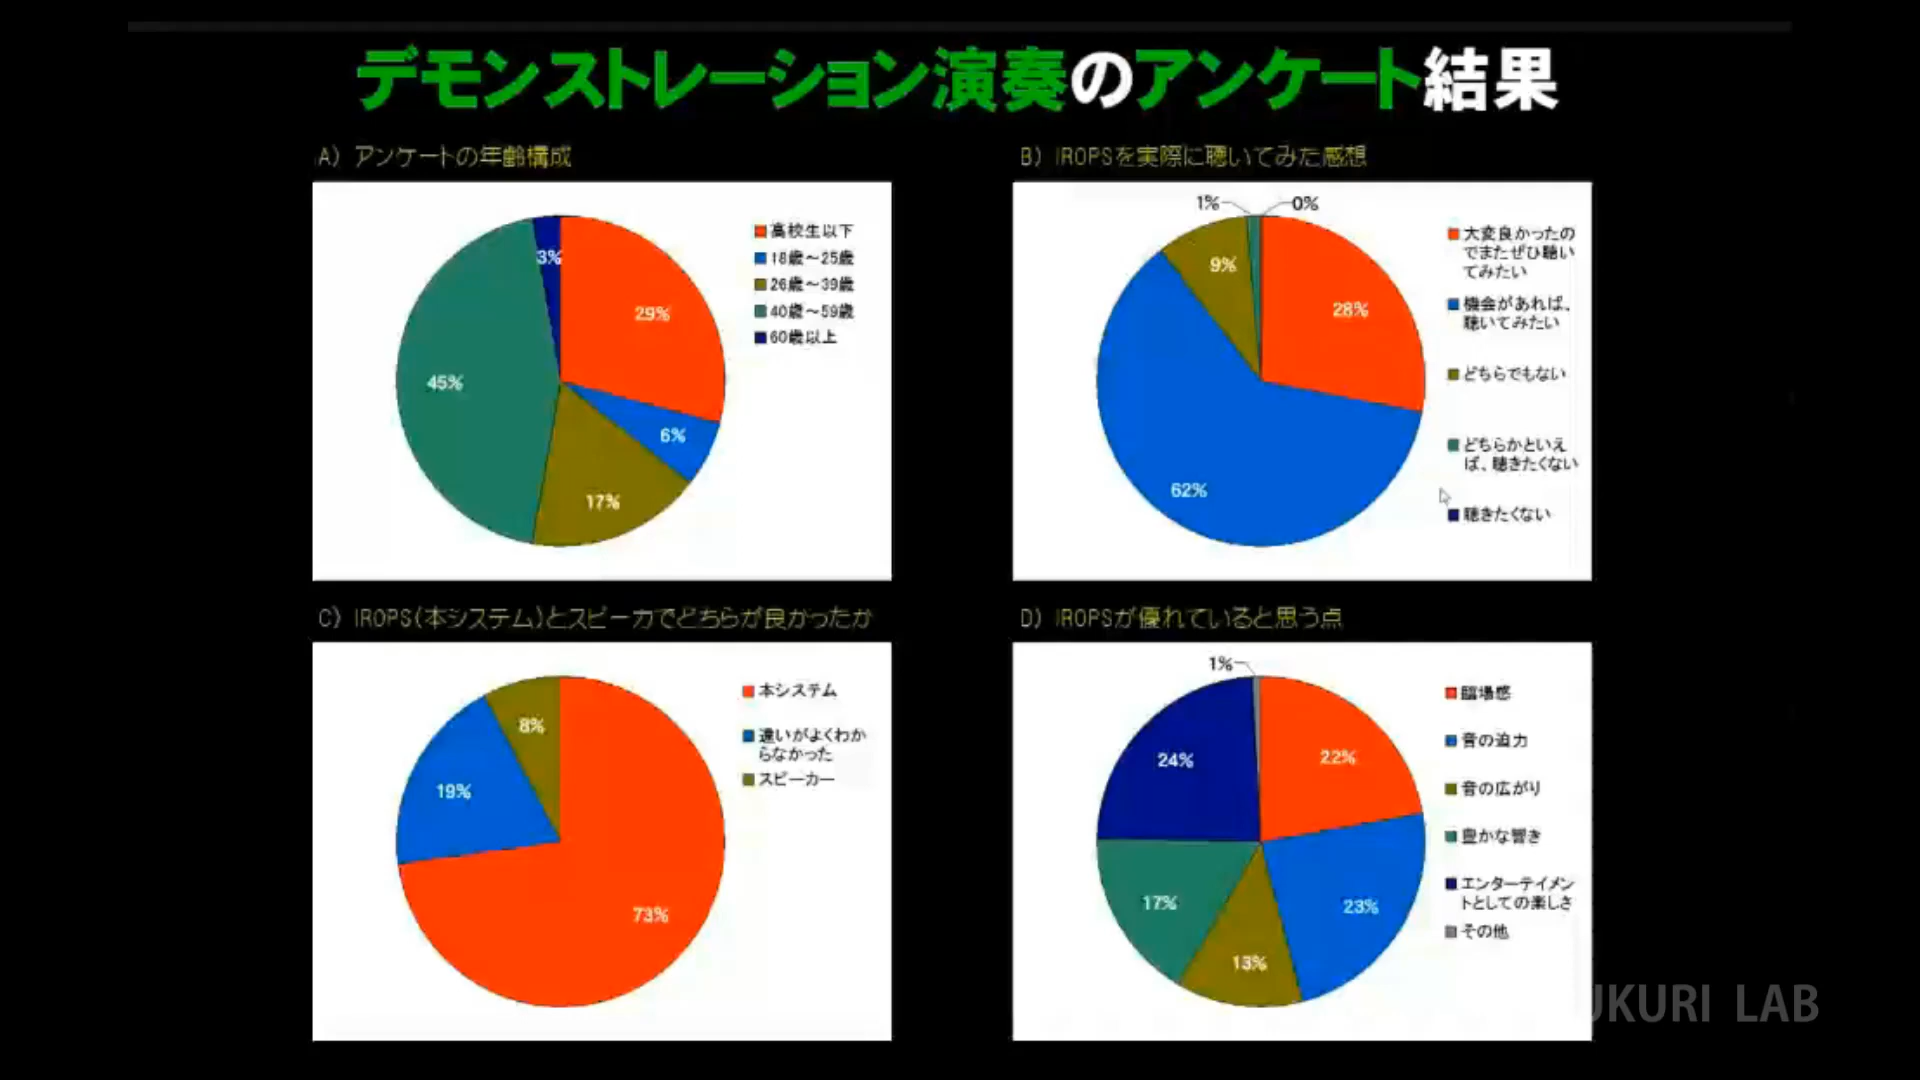 デモンストレーション演奏のアンケート結果
A) アンケートの年齢構成
29%
6%
17%
45%
3%
高校生以下
18歳～25歳
26歳～39歳
40歳～59歳
60歳以上
B) IROPSを実際に聴いてみた感想
1%
0%
9%
28%
62%
大変良かったの
でまたぜひ聴い
てみたい
機会があれば、
聴いてみたい
どちらでもない
どちらかといえ
ば、聴きたくない
聴きたくない
C) IROPS(本システム)とスピーカでどちらが良かったか
8%
19%
73%
本システム
違いがよくわか
らなかった
スピーカー
D) IROPSが優れていると思う点
1%
24%
22%
17%
23%
13%
臨場感
音の迫力
音の広がり
豊かな響き
エンターテイメン
トとしての楽しさ
その他
UKURI LAB